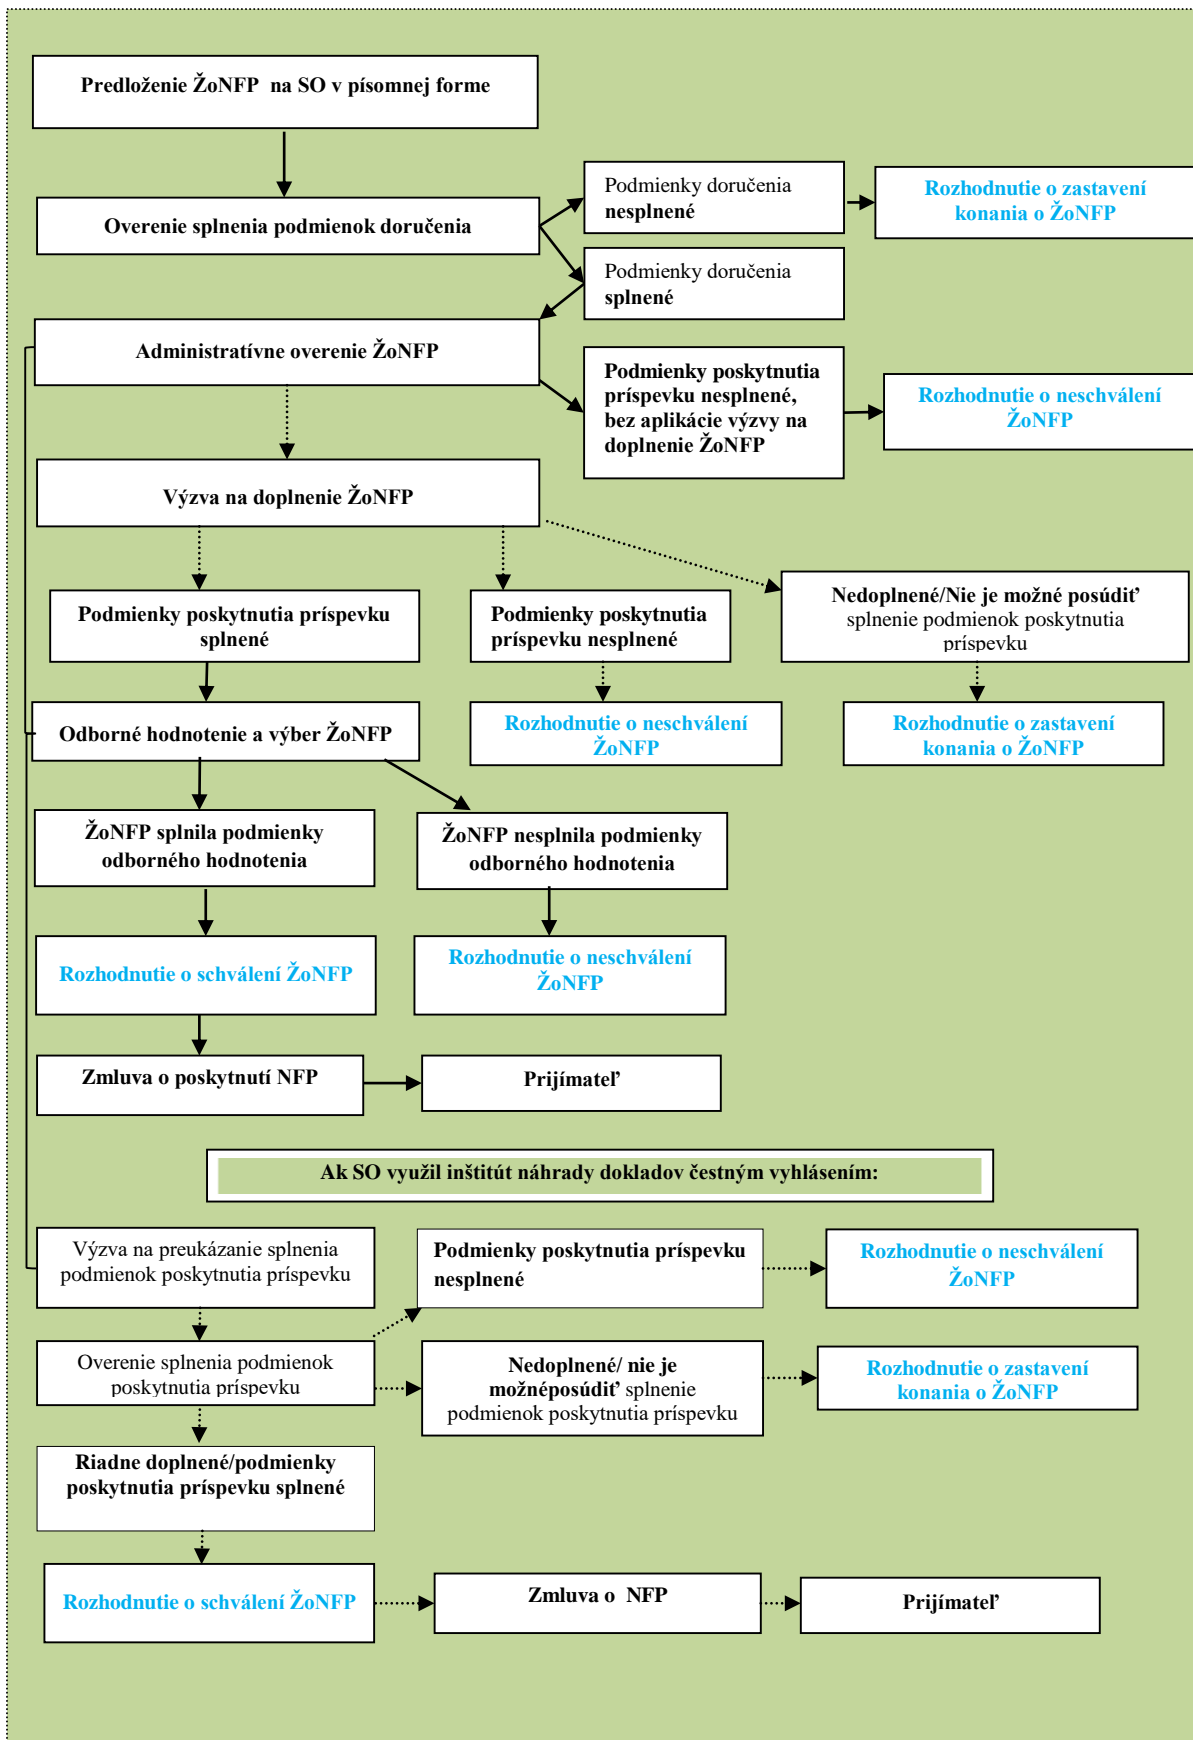 Predloženie ŽoNFP na SO v písomnej forme
Podmienky doručenia
nesplnené
Rozhodnutie o zastavení
konania o ŽoNFP
Overenie splnenia podmienok doručenia
Podmienky doručenia
splnené
Administratívne overenie ŽoNFP
Podmienky poskytnutia
príspevku nesplnené,
bez aplikácie výzvy na
doplnenie ŽoNFP
Rozhodnutie o neschválení
ŽoNFP
Výzva na doplnenie ŽoNFP
Podmienky poskytnutia príspevku
splnené
Podmienky poskytnutia
príspevku nesplnené
Nedoplnené/Nie je možné posúdiť
splnenie podmienok poskytnutia
príspevku
Odborné hodnotenie a výber ŽoNFP
Rozhodnutie o neschválení
ŽoNFP
Rozhodnutie o zastavení
konania o ŽoNFP
ŽoNFP splnila podmienky
odborného hodnotenia
ŽoNFP nesplnila podmienky
odborného hodnotenia
Rozhodnutie o schválení ŽoNFP
Rozhodnutie o neschválení
ŽoNFP
Zmluva o poskytnutí NFP
Prijímateľ
Ak SO využil inštitút náhrady dokladov čestným vyhlásením:
Výzva na preukázanie splnenia
podmienok poskytnutia príspevku
Podmienky poskytnutia príspevku
nesplnené
Rozhodnutie o neschválení
ŽoNFP
Overenie splnenia podmienok
poskytnutia príspevku
Nedoplnené/ nie je
možnéposúdiť splnenie
podmienok poskytnutia príspevku
Rozhodnutie o zastavení
konania o ŽoNFP
Riadne doplnené/podmienky
poskytnutia príspevku splnené
Rozhodnutie o schválení ŽoNFP
Zmluva o NFP
Prijímateľ